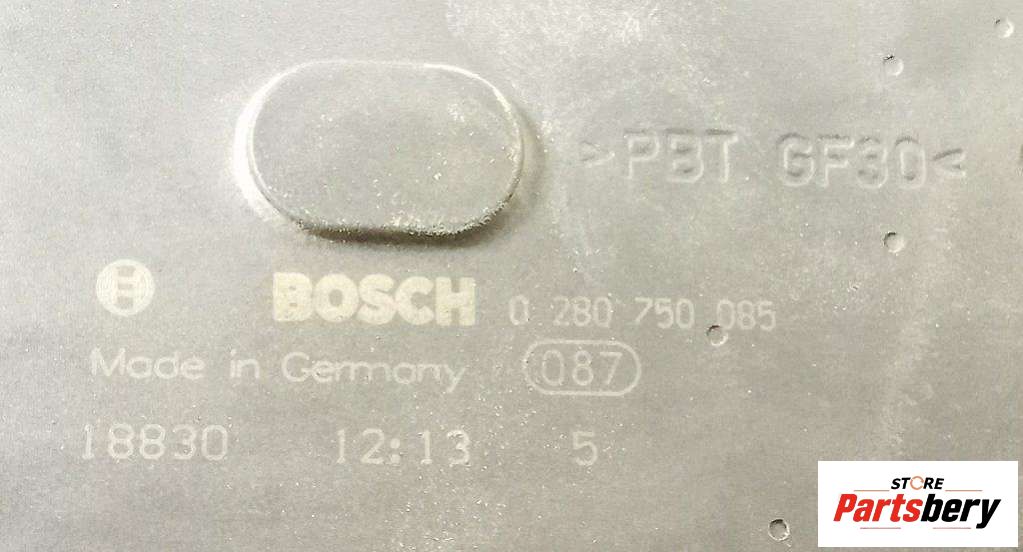 >PBT GF30<
BOSCH 0 280 750 085
Made in Germany 087
18830 12:13 5
STORE
Partsbery